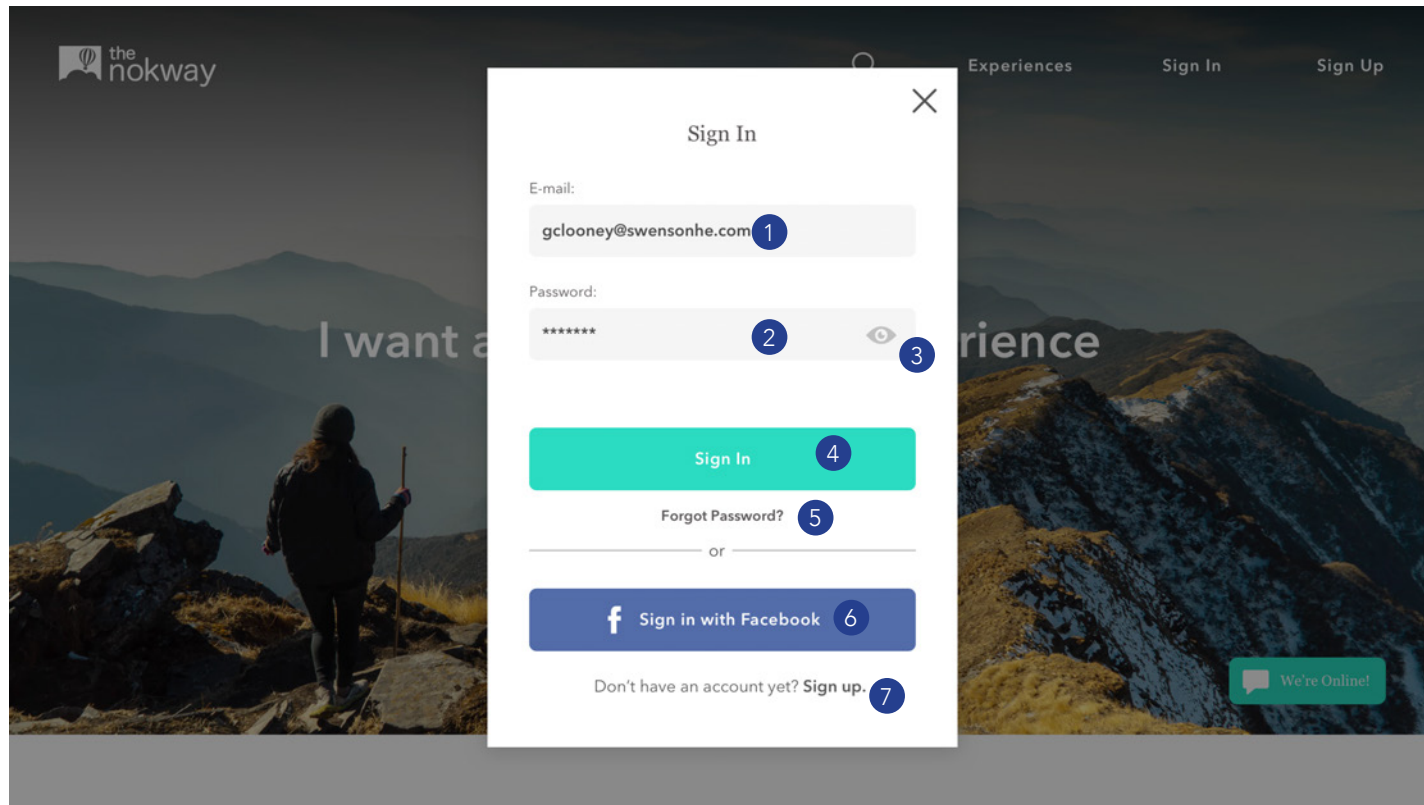 the
nokway
Experiences
Sign In
Sign Up
Sign In
E-mail:
gclooney@swensonhe.com
1
Password:
*******
2
3
I want a
rience
Sign In
4
Forgot Password?
5
or
f Sign in with Facebook
6
Don't have an account yet? Sign up.
7
We're Online!